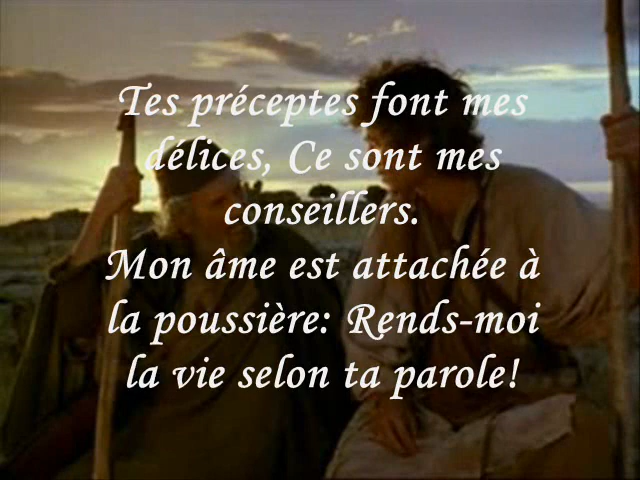 Tes préceptes font mes
délices, Ce sont mes
conseillers.
Mon âme est attachée à
la poussière: Rends-moi
la vie selon ta parole!